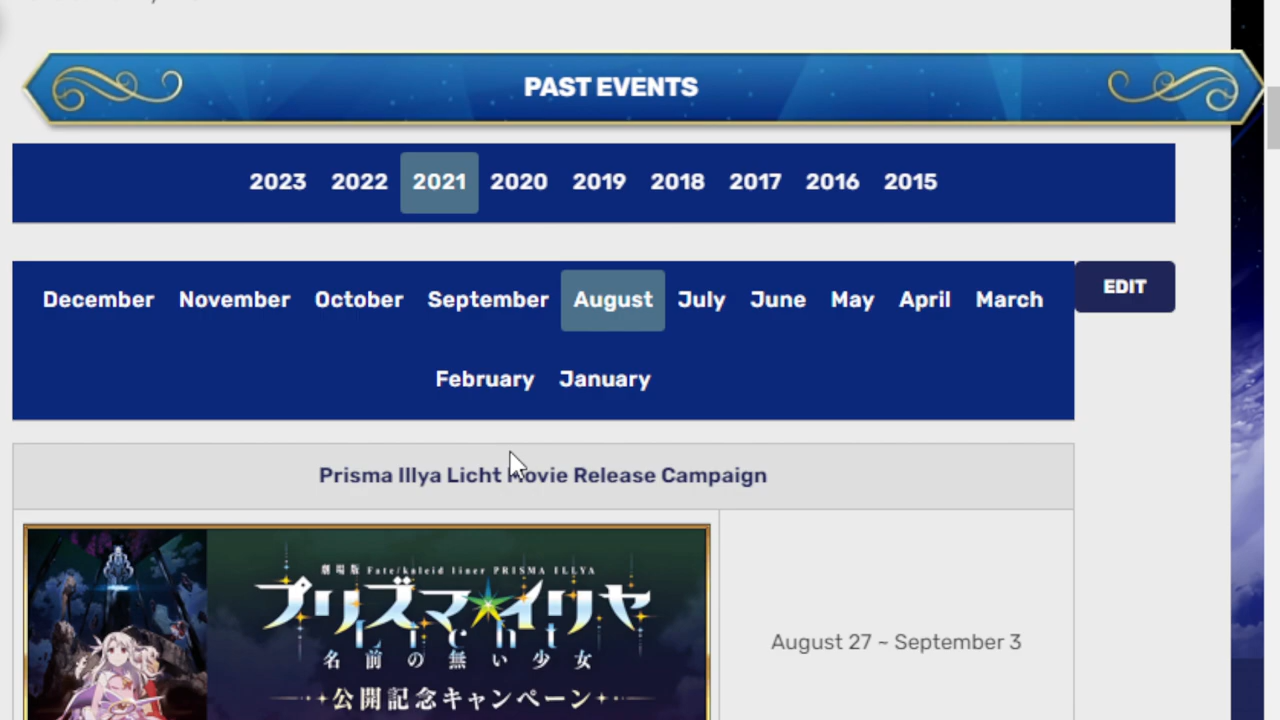 PAST EVENTS
2023 2022 2021 2020 2019 2018 2017 2016 2015
December November October September August July June May April March
EDIT
February January
Prisma Illya Licht Movie Release Campaign
劇場版 Fate/kaleid liner PRISMA ILLYA
プリズマ☆イリヤ
Licht
名前の無い少女
August 27 ~ September 3
公開記念キャンペーン